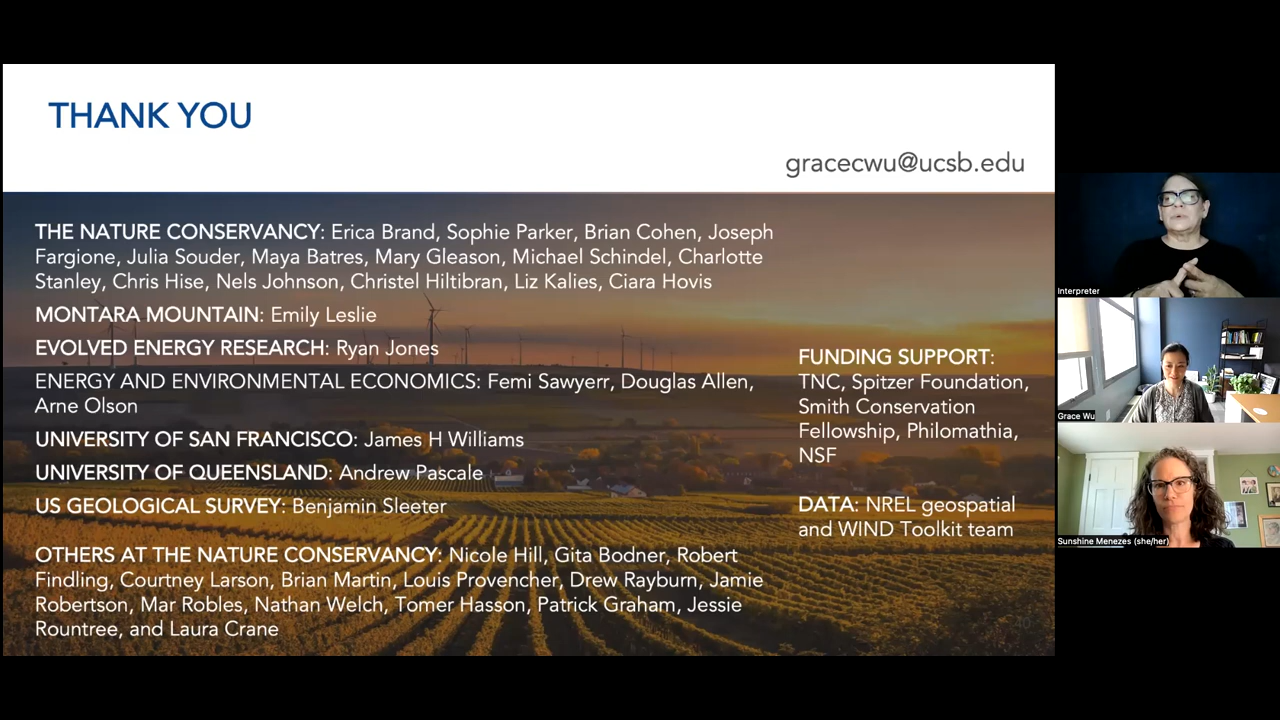 THANK YOU
gracecwu@ucsb.edu
THE NATURE CONSERVANCY: Erica Brand, Sophie Parker, Brian Cohen, Joseph
Fargione, Julia Souder, Maya Batres, Mary Gleason, Michael Schindel, Charlotte
Stanley, Chris Hise, Nels Johnson, Christel Hiltibran, Liz Kalies, Ciara Hovis
MONTARA MOUNTAIN: Emily Leslie
EVOLVED ENERGY RESEARCH: Ryan Jones
ENERGY AND ENVIRONMENTAL ECONOMICS: Femi Sawyerr, Douglas Allen,
Arne Olson
UNIVERSITY OF SAN FRANCISCO: James H Williams
UNIVERSITY OF QUEENSLAND: Andrew Pascale
US GEOLOGICAL SURVEY: Benjamin Sleeter
OTHERS AT THE NATURE CONSERVANCY: Nicole Hill, Gita Bodner, Robert
Findling, Courtney Larson, Brian Martin, Louis Provencher, Drew Rayburn, Jamie
Robertson, Mar Robles, Nathan Welch, Tomer Hasson, Patrick Graham, Jessie
Rountree, and Laura Crane
FUNDING SUPPORT:
TNC, Spitzer Foundation,
Smith Conservation
Fellowship, Philomathia,
NSF
DATA: NREL geospatial
and WIND Toolkit team
Interpreter
Grace Wu
Sunshine Menezes (she/her)